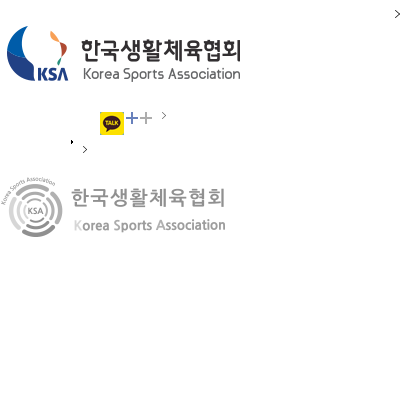 KSA
한국생활체육협회
Korea Sports Association
TALK
Korea Sports Association
KSA
한국생활체육협회
Korea Sports Association